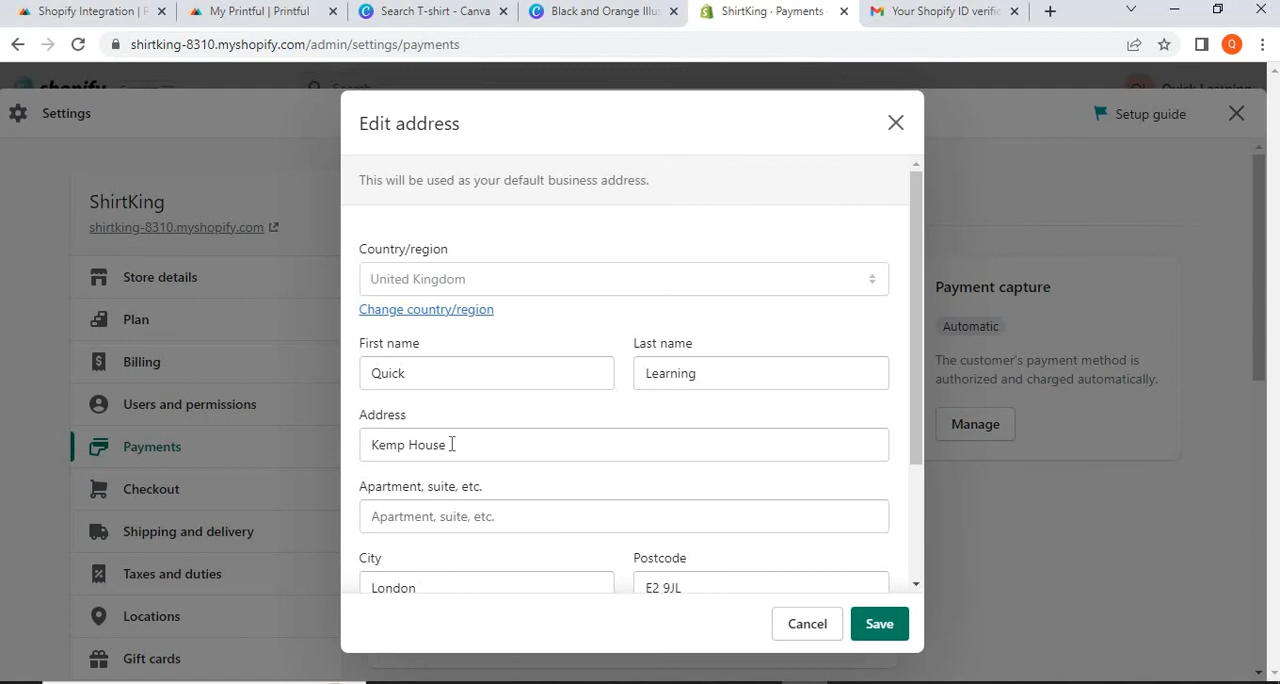 Shopify Integration | P
My Printful | Printful
Search T-shirt - Canva
Black and Orange Illus
ShirtKing · Payments ·
Your Shopify ID verific
shirtking-8310.myshopify.com/admin/settings/payments
Q
shopify
Search
Quick Learning
Settings
Setup guide
Edit address
This will be used as your default business address.
ShirtKing
shirtking-8310.myshopify.com
Store details
Plan
Billing
Users and permissions
Payments
Checkout
Shipping and delivery
Taxes and duties
Locations
Gift cards
Country/region
United Kingdom
Change country/region
First name
Last name
Quick
Learning
Address
Kemp House
Apartment, suite, etc.
Apartment, suite, etc.
City
Postcode
London
E2 9JL
Cancel
Save
Payment capture
Automatic
The customer's payment method is
authorized and charged automatically.
Manage